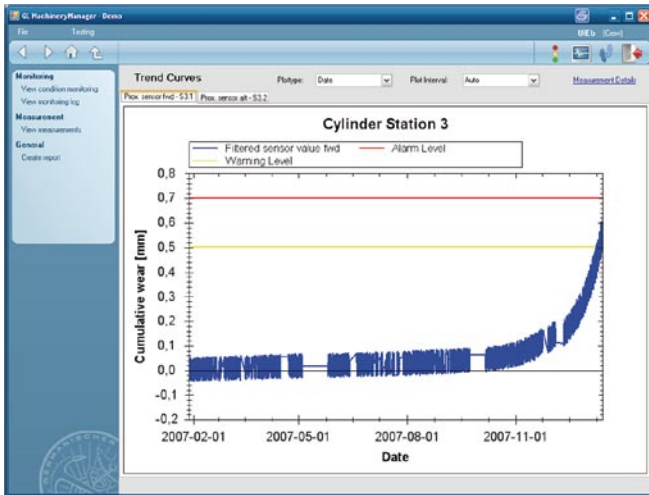 GL MachineryManager - Demo
File Testing
Monitoring
View condition monitoring
View monitoring log
Measurement
View measurements
General
Create report
Trend Curves
Plottype: Date
Plot Interval: Auto
Measurement Details
Prox. sensor fwd - S3.1 Prox. sensor aft - S3.2
Cylinder Station 3
Filtered sensor value fwd Alarm Level
Warning Level
Cumulative wear [mm]
0,8
0,7
0,6
0,5
0,4
0,3
0,2
0,1
0,0
-0,1
-0,2
2007-02-01 2007-05-01 2007-08-01 2007-11-01
Date